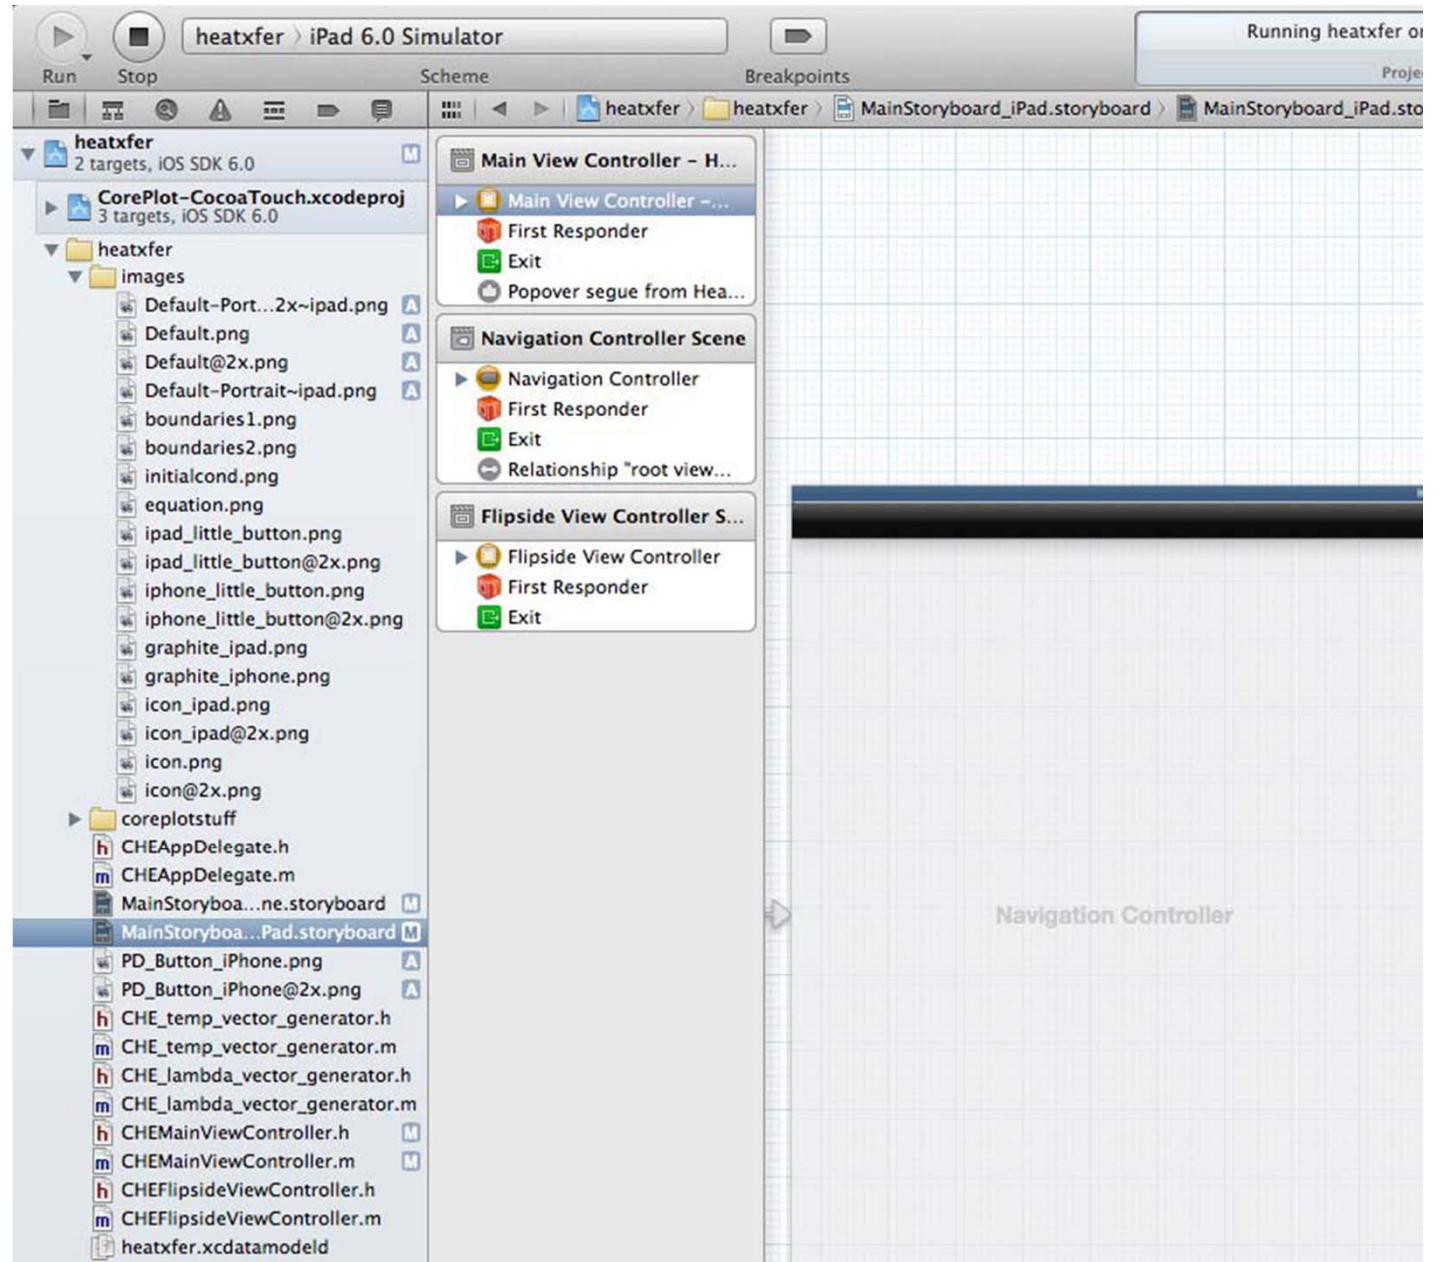 heatxfer › iPad 6.0 Simulator
Running heatxfer or
Run Stop Scheme Breakpoints
Proje
heatxfer › heatxfer › MainStoryboard_iPad.storyboard › MainStoryboard_iPad.sto
heatxfer
2 targets, iOS SDK 6.0
M
CorePlot-CocoaTouch.xcodeproj
3 targets, iOS SDK 6.0
heatxfer
images
Default-Port...2x~ipad.png A
Default.png A
Default@2x.png A
Default-Portrait~ipad.png A
boundaries1.png
boundaries2.png
initialcond.png
equation.png
ipad_little_button.png
ipad_little_button@2x.png
iphone_little_button.png
iphone_little_button@2x.png
graphite_ipad.png
graphite_iphone.png
icon_ipad.png
icon_ipad@2x.png
icon.png
icon@2x.png
coreplotstuff
h CHEAppDelegate.h
m CHEAppDelegate.m
MainStoryboa...ne.storyboard M
MainStoryboa...Pad.storyboard M
PD_Button_iPhone.png A
PD_Button_iPhone@2x.png A
h CHE_temp_vector_generator.h
m CHE_temp_vector_generator.m
h CHE_lambda_vector_generator.h
m CHE_lambda_vector_generator.m
h CHEMainViewController.h M
m CHEMainViewController.m M
h CHEFlipsideViewController.h
m CHEFlipsideViewController.m
heatxfer.xcdatamodeld
Main View Controller – H...
Main View Controller –...
First Responder
Exit
Popover segue from Hea...
Navigation Controller Scene
Navigation Controller
First Responder
Exit
Relationship "root view...
Flipside View Controller S...
Flipside View Controller
First Responder
Exit
Navigation Controller